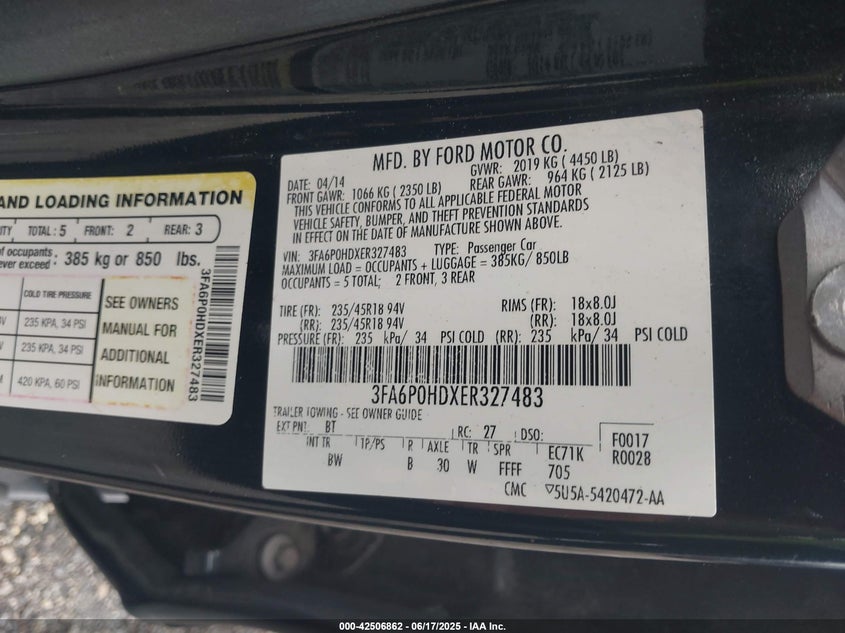 AND LOADING INFORMATION
TOTAL: 5 FRONT: 2 REAR: 3
of occupants:
ever exceed: 385 kg or 850 lbs.
COLD TIRE PRESSURE
235 KPA, 34 PSI
235 KPA, 34 PSI
420 KPA, 60 PSI
SEE OWNERS
MANUAL FOR
ADDITIONAL
INFORMATION
3FA6P0HDXER327483
MFD. BY FORD MOTOR CO.
DATE: 04/14 GVWR: 2019 KG ( 4450 LB)
FRONT GAWR: 1066 KG ( 2350 LB) REAR GAWR: 964 KG ( 2125 LB)
THIS VEHICLE CONFORMS TO ALL APPLICABLE FEDERAL MOTOR
VEHICLE SAFETY, BUMPER, AND THEFT PREVENTION STANDARDS
IN EFFECT ON THE DATE OF MANUFACTURE SHOWN ABOVE.
VIN: 3FA6P0HDXER327483 TYPE: Passenger Car
MAXIMUM LOAD = OCCUPANTS + LUGGAGE = 385KG/ 850LB
OCCUPANTS = 5 TOTAL; 2 FRONT, 3 REAR
TIRE (FR): 235/45R18 94V RIMS (FR): 18x8.0J
(RR): 235/45R18 94V (RR): 18x8.0J
PRESSURE (FR): 235 kPa/ 34 PSI COLD (RR): 235 kPa/ 34 PSI COLD
3FA6P0HDXER327483
TRAILER TOWING - SEE OWNER GUIDE
EXT PNT: BT RC: 27 DSO: F0017
INT TR TP/PS R AXLE TR SPR EC71K R0028
BW B 30 W FFFF 705
CMC ▽5U5A-5420472-AA
000-42506862 - 06/17/2025 - IAA Inc.